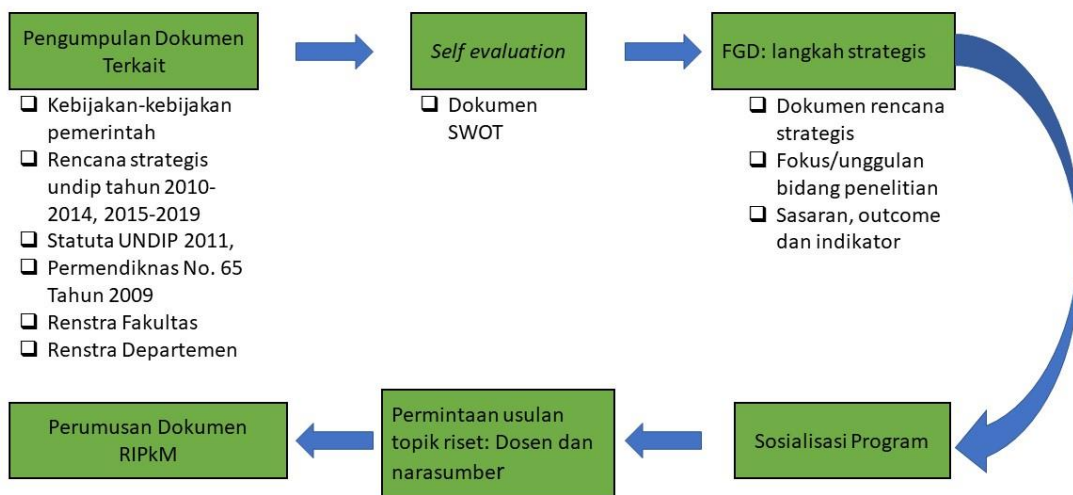 Pengumpulan Dokumen
Terkait
❑ Kebijakan-kebijakan
pemerintah
❑ Rencana strategis
undip tahun 2010-
2014, 2015-2019
❑ Statuta UNDIP 2011,
❑ Permendiknas No. 65
Tahun 2009
❑ Renstra Fakultas
❑ Renstra Departemen
Self evaluation
❑ Dokumen
SWOT
FGD: langkah strategis
❑ Dokumen rencana
strategis
❑ Fokus/unggulan
bidang penelitian
❑ Sasaran, outcome
dan indikator
Sosialisasi Program
Permintaan usulan
topik riset: Dosen dan
narasumber
Perumusan Dokumen
RIPkM